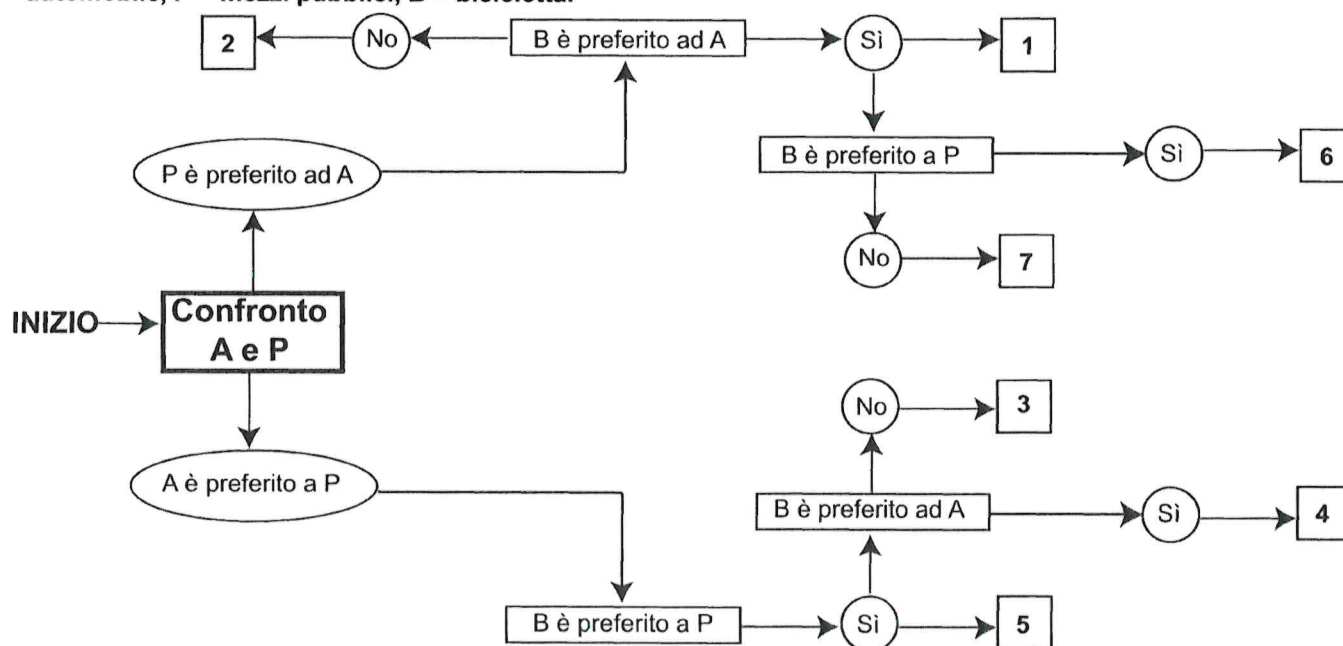 2 No B è preferito ad A Sì 1
P è preferito ad A B è preferito a P Sì 6
No 7
INIZIO Confronto
A e P
No 3
A è preferito a P B è preferito ad A Sì 4
B è preferito a P Sì 5